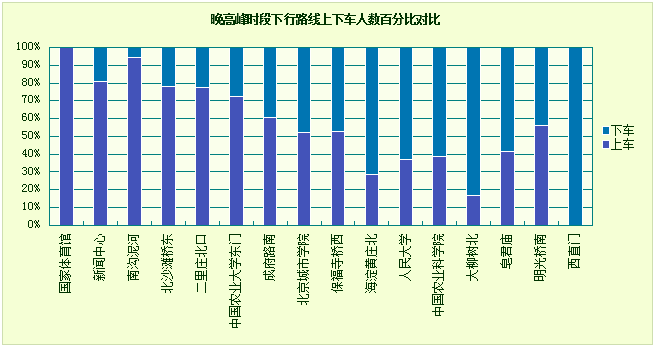 晚高峰时段下行路线上下车人数百分比对比
100%
90%
80%
70%
60%
50%
40%
30%
20%
10%
0%
国家体育馆
新闻中心
南沟泥河
北沙滩桥东
二里庄北口
中国农业大学东门
成府路南
北京城市学院
保福寺桥西
海淀黄庄北
人民大学
中国农业科学院
大柳树北
皂君庙
明光桥南
西直门
下车
上车